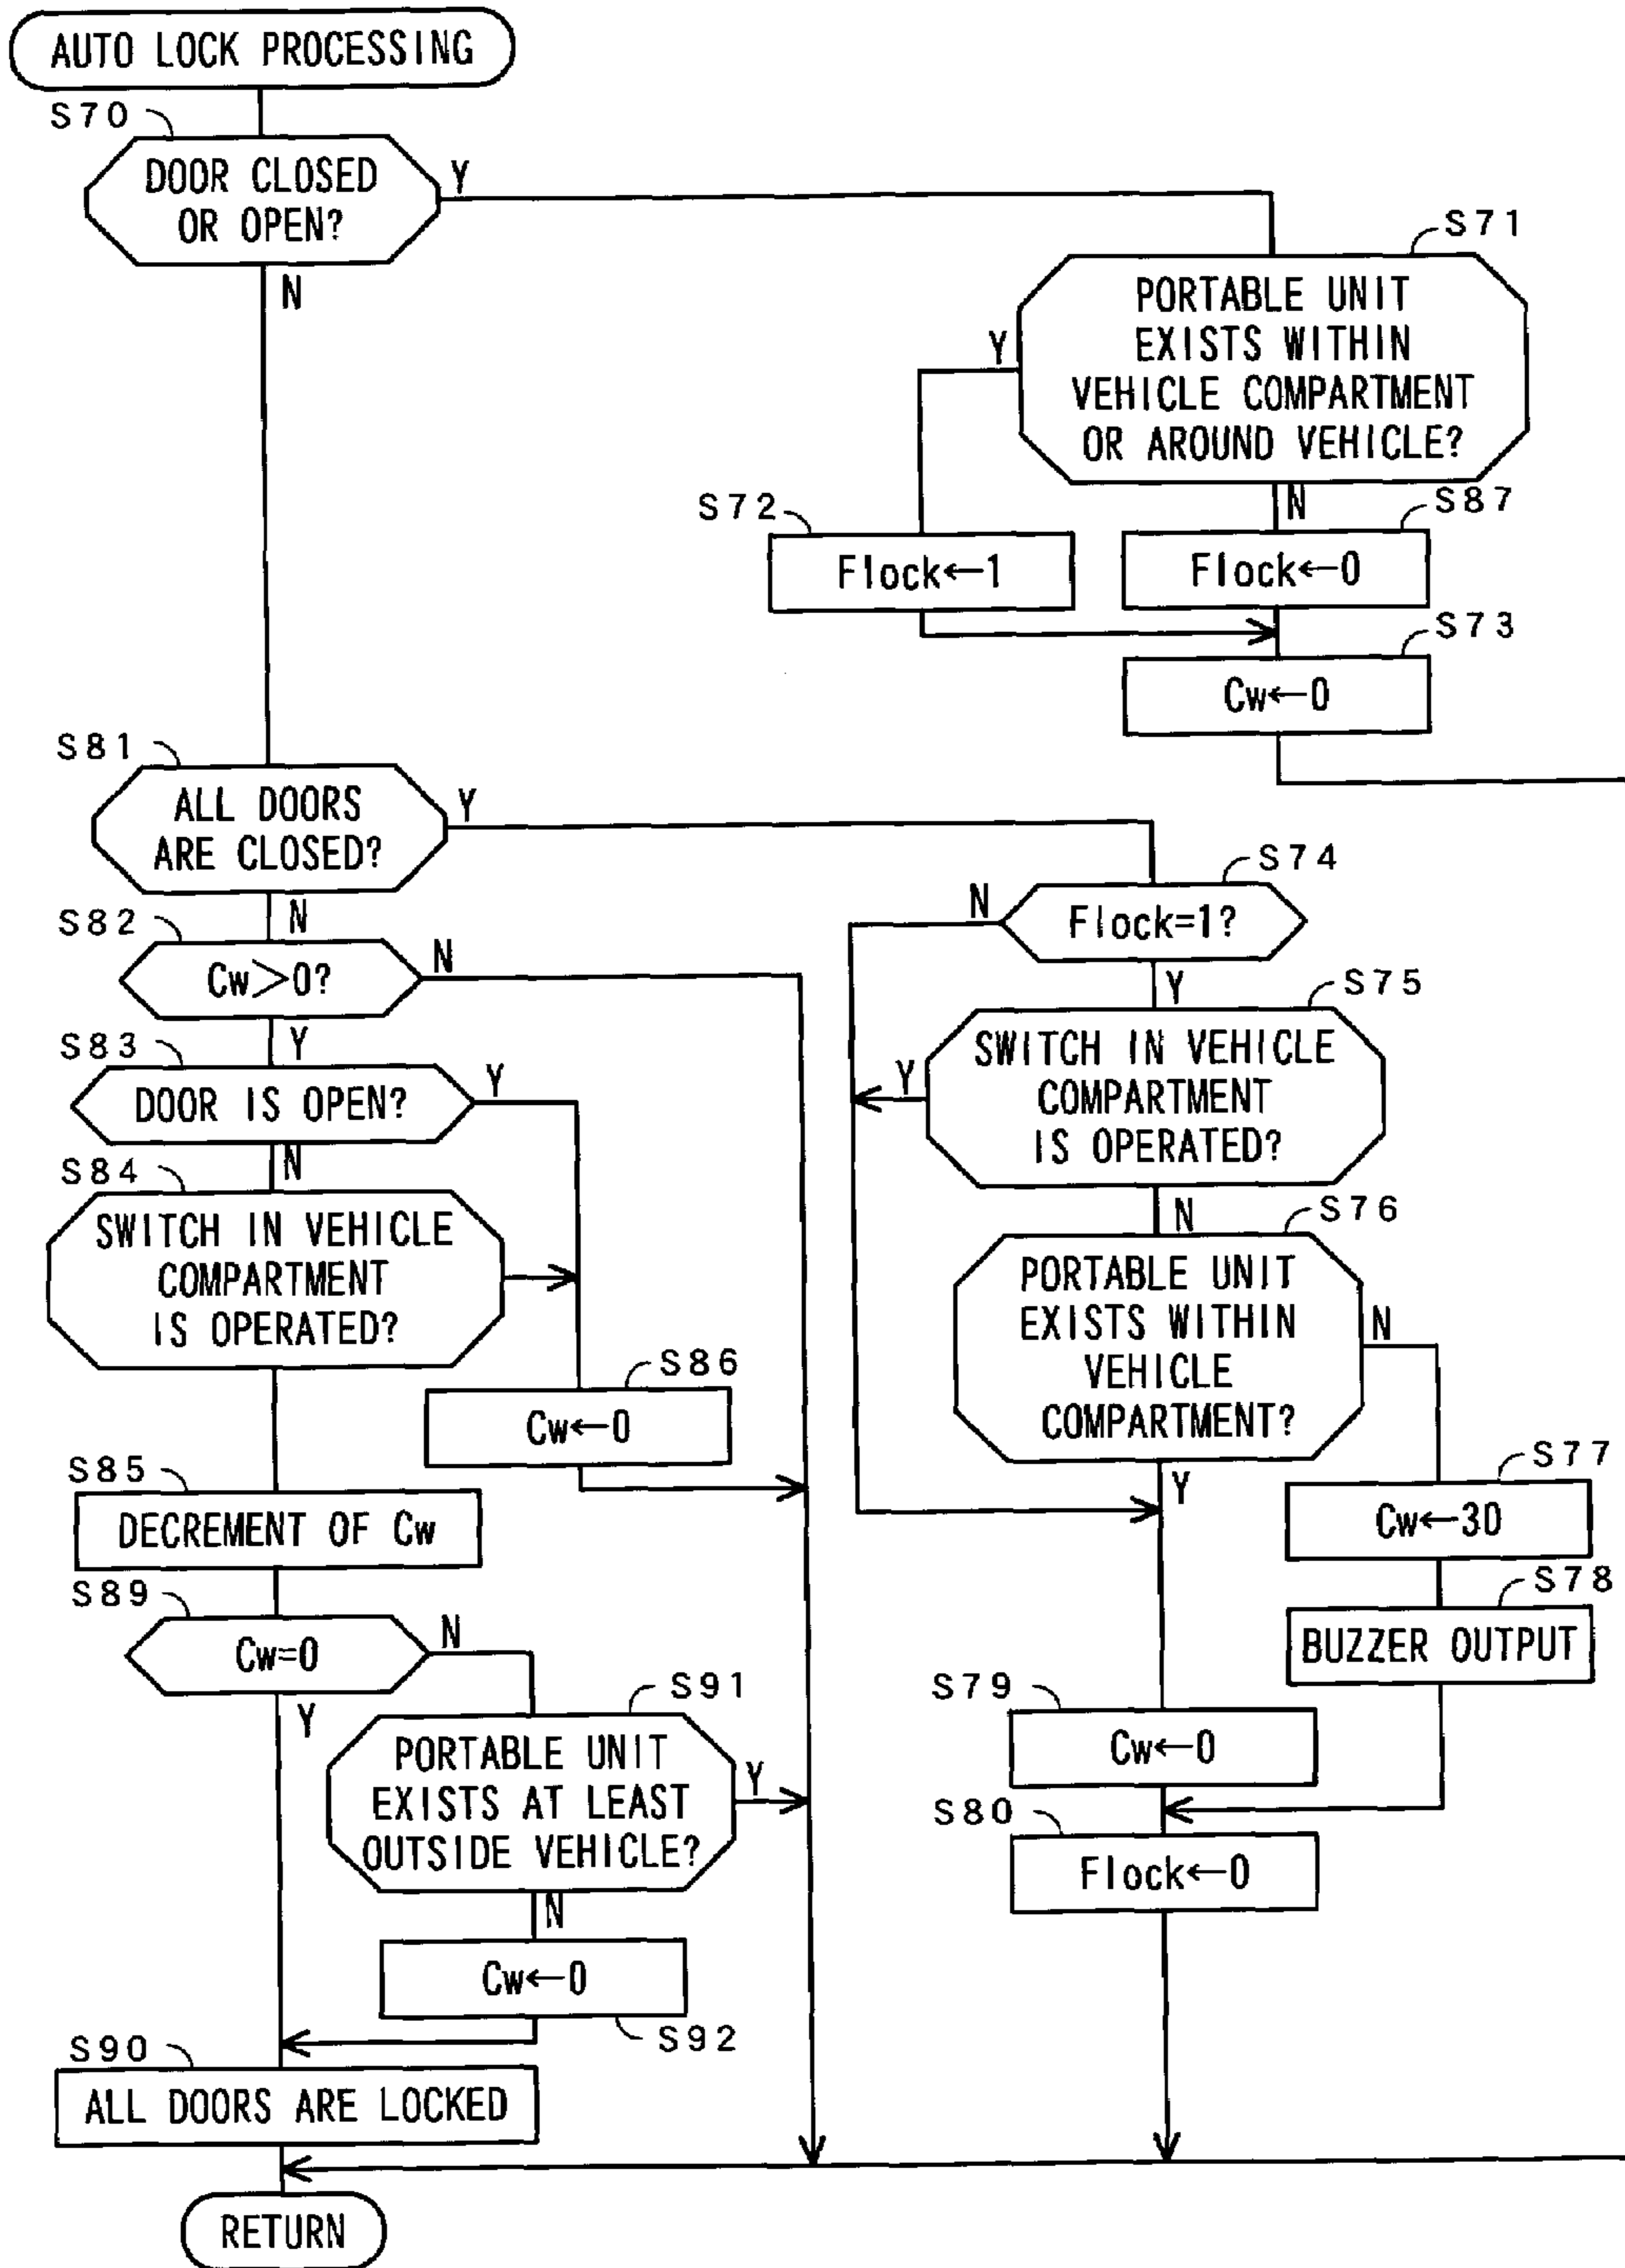 AUTO LOCK PROCESSING
S70
DOOR CLOSED
OR OPEN?
Y
N
S71
PORTABLE UNIT
EXISTS WITHIN
VEHICLE COMPARTMENT
OR AROUND VEHICLE?
Y
N
S72
Flock←1
S87
Flock←0
S73
Cw←0
S81
ALL DOORS
ARE CLOSED?
Y
N
S74
Flock=1?
N
Y
S82
Cw>0?
N
Y
S75
SWITCH IN VEHICLE
COMPARTMENT
IS OPERATED?
Y
N
S83
DOOR IS OPEN?
Y
N
S84
SWITCH IN VEHICLE
COMPARTMENT
IS OPERATED?
S76
PORTABLE UNIT
EXISTS WITHIN
VEHICLE
COMPARTMENT?
N
Y
S86
Cw←0
S85
DECREMENT OF Cw
S77
Cw←30
S78
BUZZER OUTPUT
S89
Cw=0
N
Y
S91
PORTABLE UNIT
EXISTS AT LEAST
OUTSIDE VEHICLE?
Y
N
S79
Cw←0
S80
Flock←0
Cw←0
S92
S90
ALL DOORS ARE LOCKED
RETURN